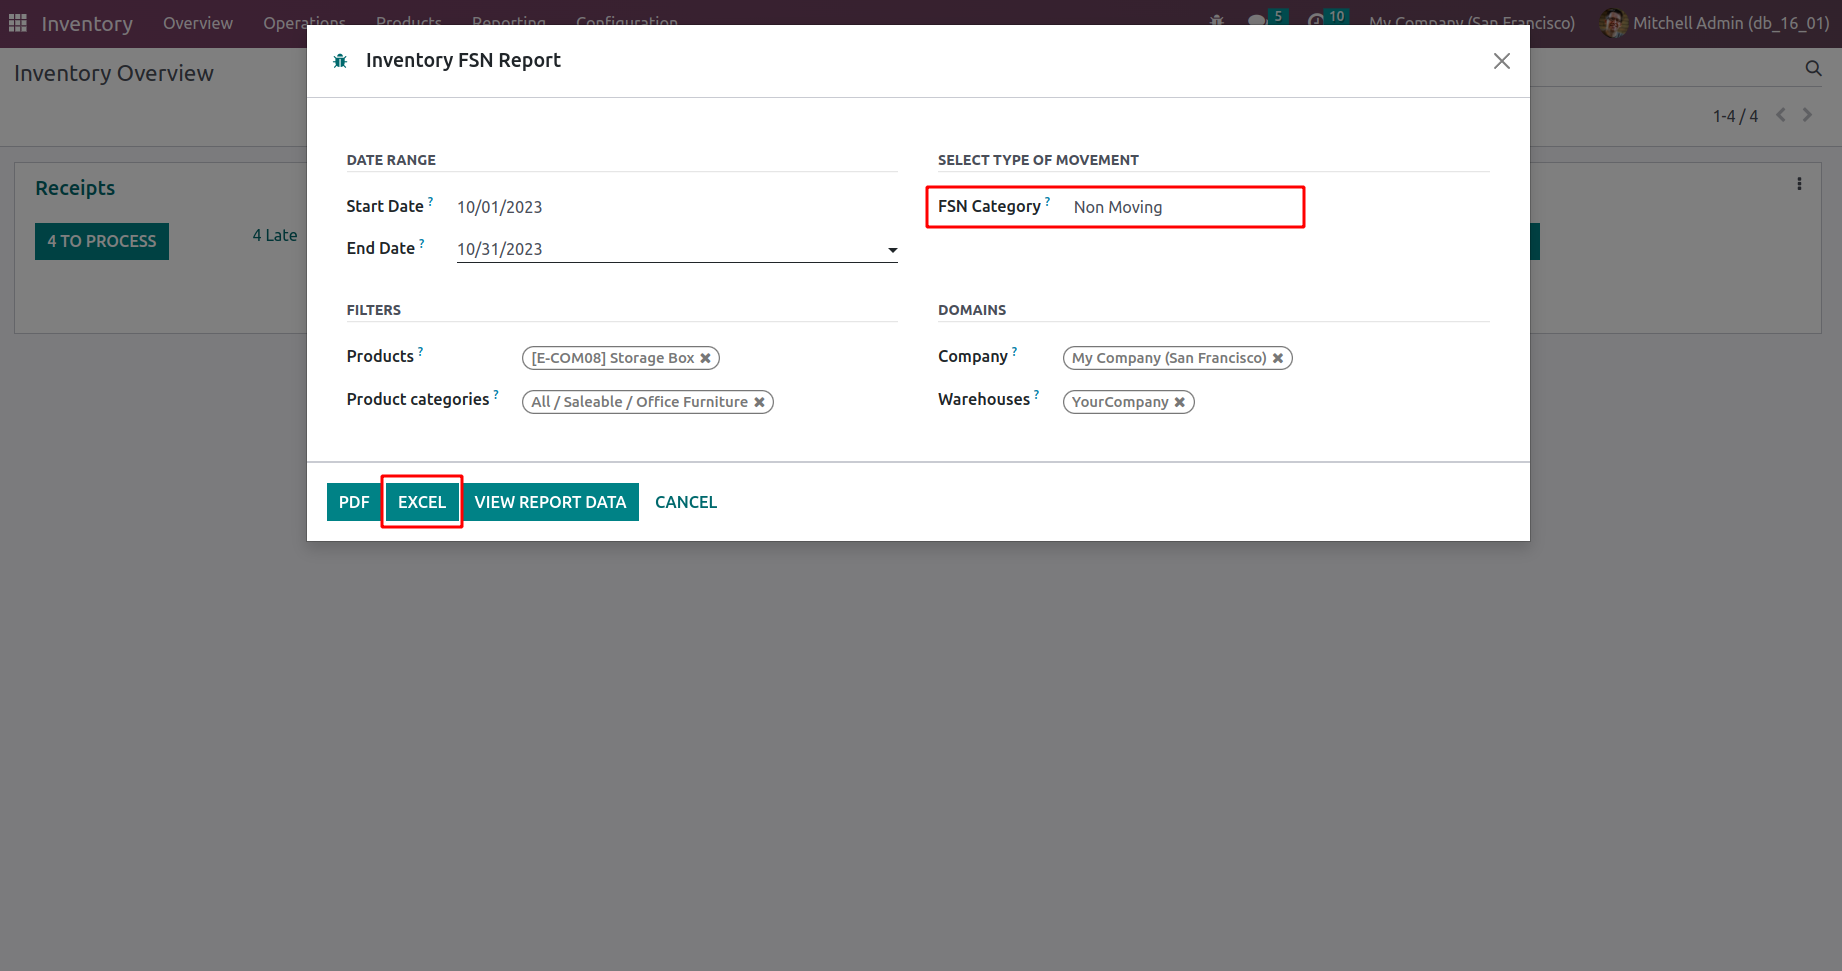 Inventory Overview Operations Products Reporting Configuration 5 10 My Company (San Francisco) Mitchell Admin (db_16_01)
Inventory Overview
1-4 / 4
Receipts
4 TO PROCESS
4 Late
Inventory FSN Report
DATE RANGE
Start Date ? 10/01/2023
End Date ? 10/31/2023
SELECT TYPE OF MOVEMENT
FSN Category ? Non Moving
FILTERS
Products ? [E-COM08] Storage Box
Product categories ? All / Saleable / Office Furniture
DOMAINS
Company ? My Company (San Francisco)
Warehouses ? YourCompany
PDF EXCEL VIEW REPORT DATA CANCEL